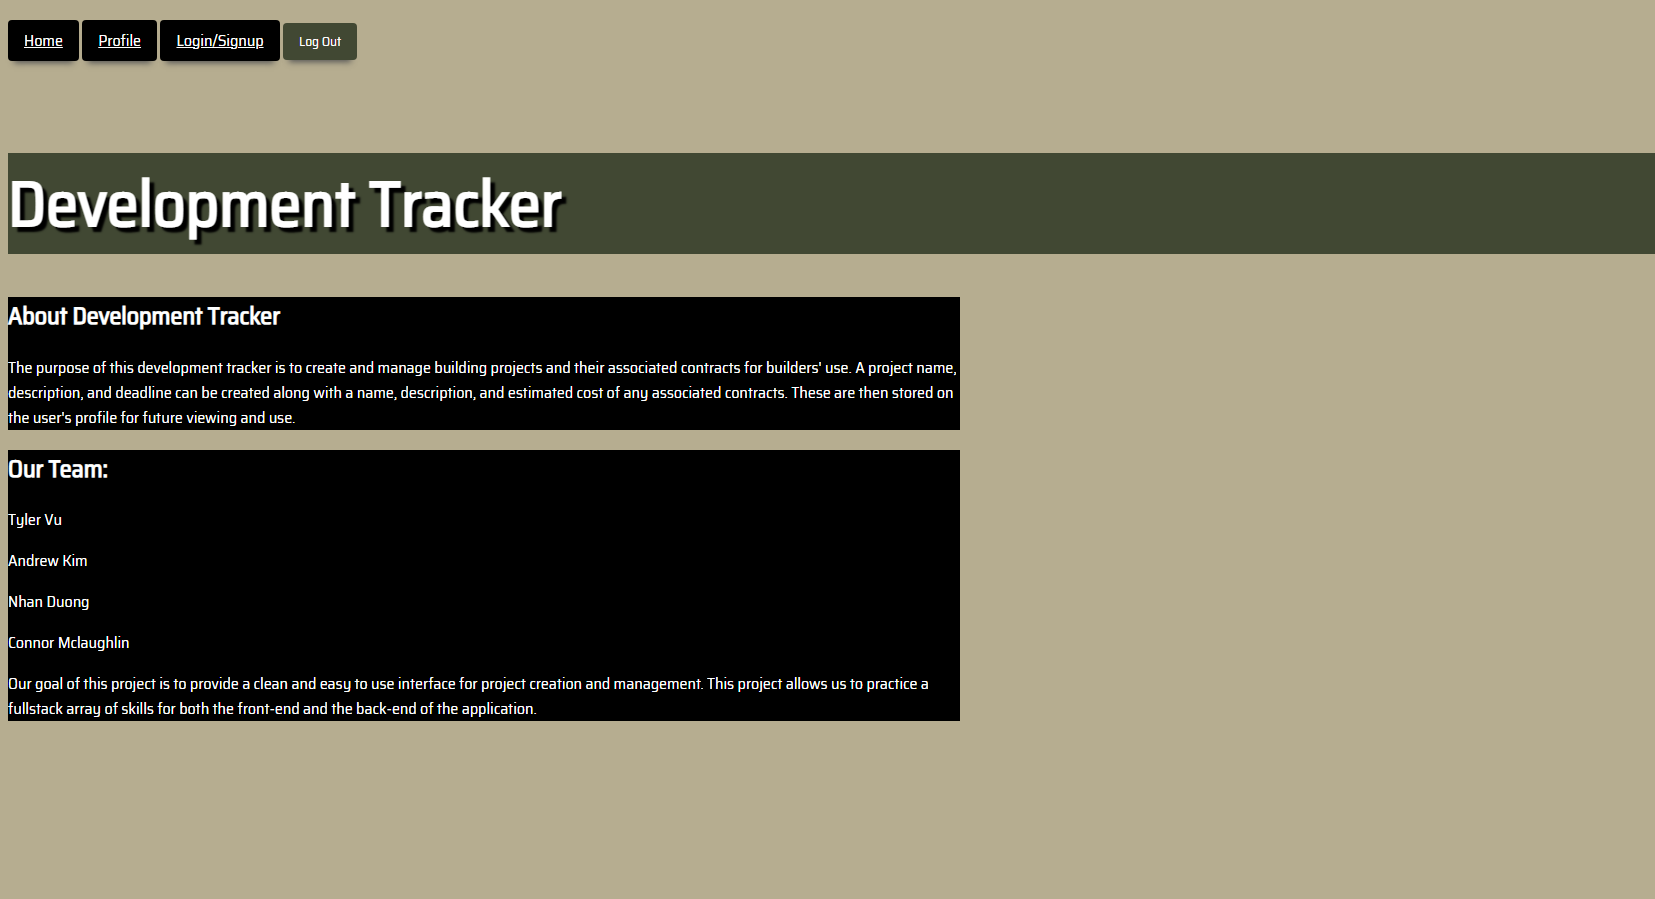 Home Profile Login/Signup Log Out
Development Tracker
About Development Tracker
The purpose of this development tracker is to create and manage building projects and their associated contracts for builders' use. A project name,
description, and deadline can be created along with a name, description, and estimated cost of any associated contracts. These are then stored on
the user's profile for future viewing and use.
Our Team:
Tyler Vu
Andrew Kim
Nhan Duong
Connor Mclaughlin
Our goal of this project is to provide a clean and easy to use interface for project creation and management. This project allows us to practice a
fullstack array of skills for both the front-end and the back-end of the application.